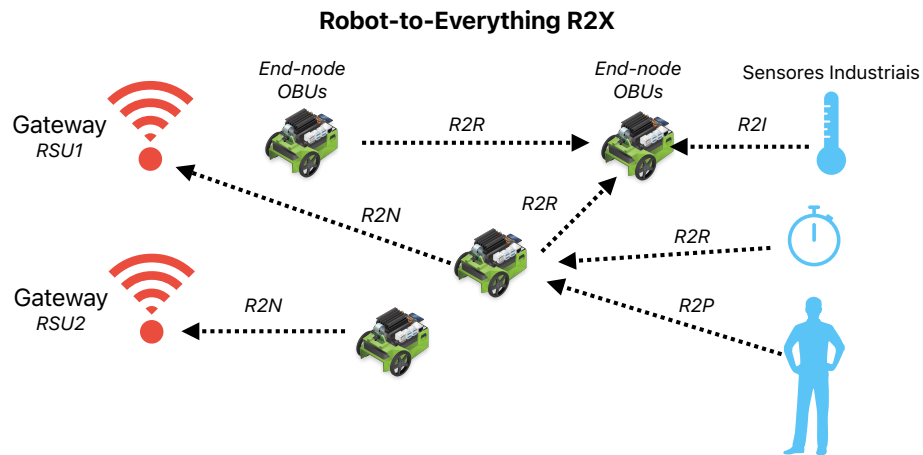 Robot-to-Everything R2X
End-node
OBUs
End-node
OBUs
Sensores Industriais
Gateway
RSU1
R2R
R2I
R2N
R2R
R2R
Gateway
RSU2
R2N
R2P